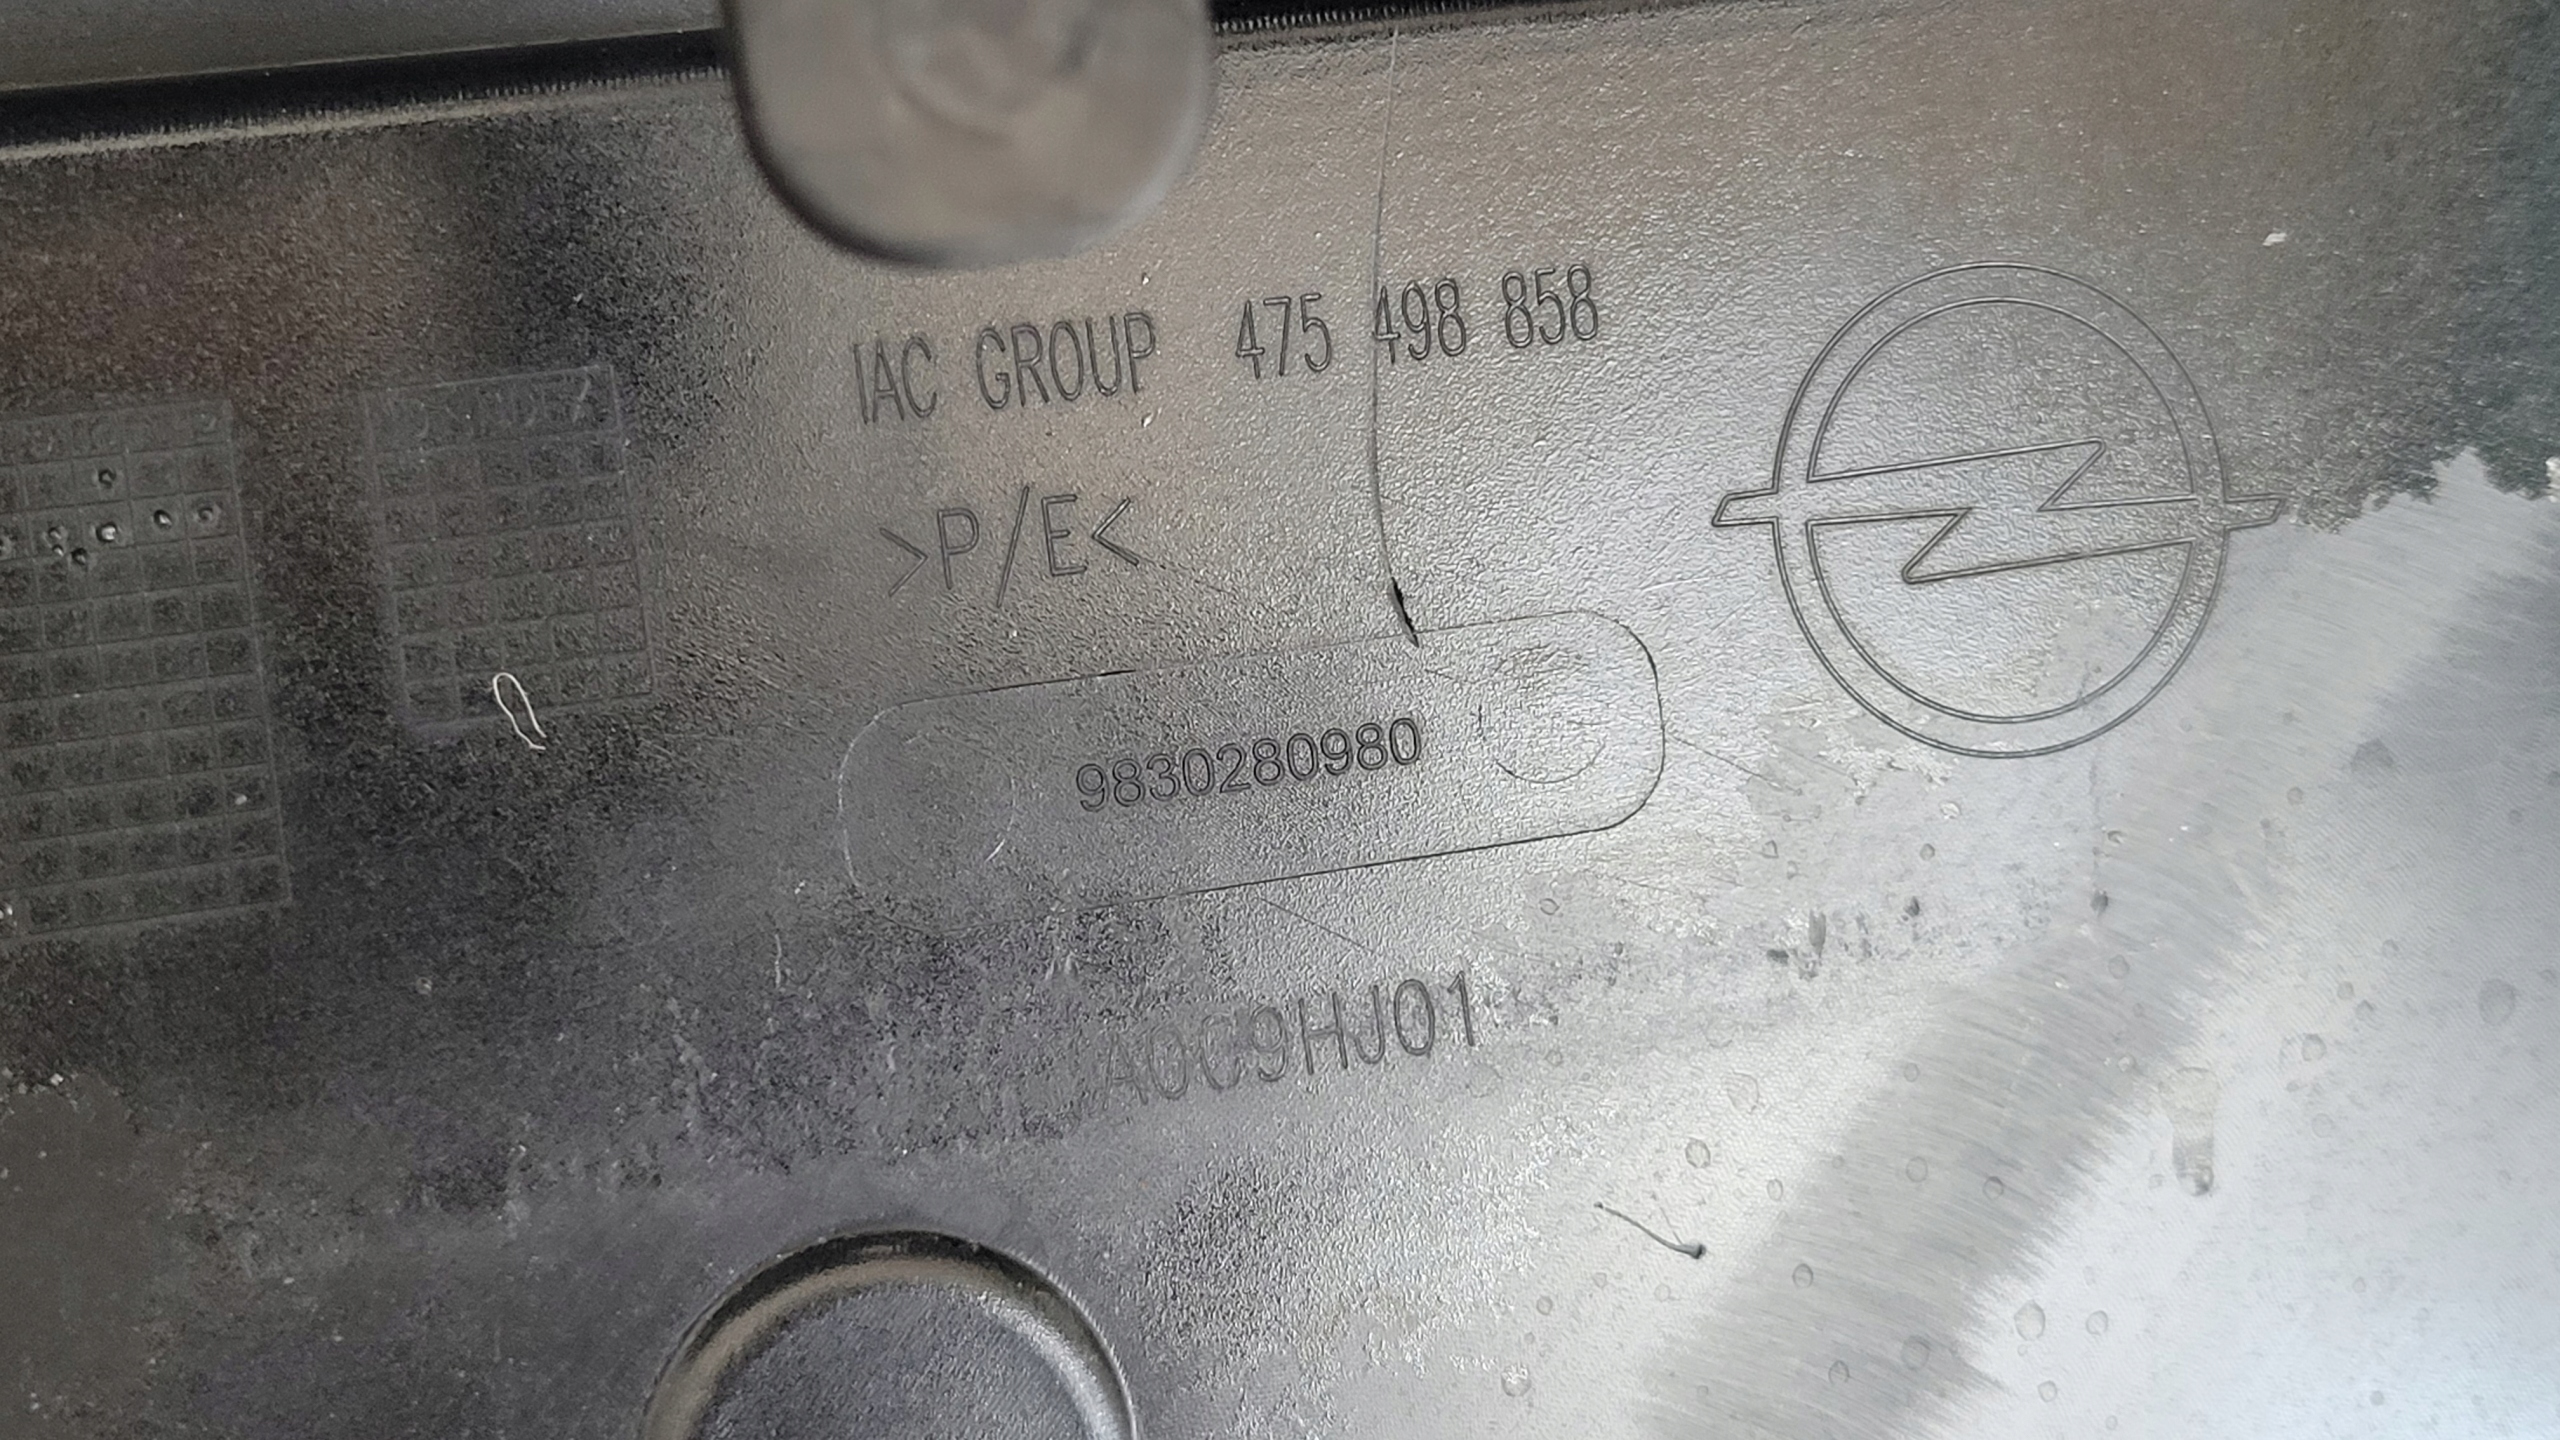 IAC GROUP 475 498 858
>P/E<
9830280980
A0C9HJ01